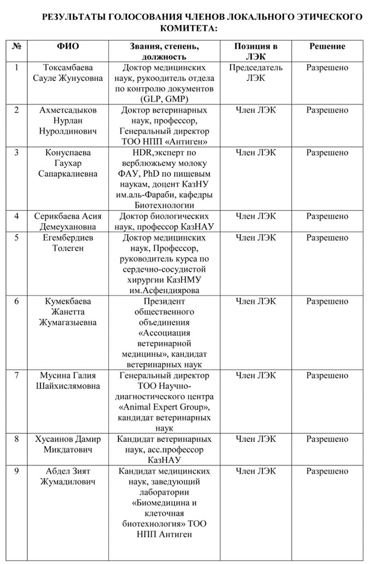 РЕЗУЛЬТАТЫ ГОЛОСОВАНИЯ ЧЛЕНОВ ЛОКАЛЬНОГО ЭТИЧЕСКОГО
КОМИТЕТА:
№ ФИО Звания, степень, должность Позиция в ЛЭК Решение
1 Токсамбаева Сауле Жунусовна Доктор медицинских наук, рукоодитель отдела по контролю документов (GLP, GMP) Председатель ЛЭК Разрешено
2 Ахметсадыков Нурлан Нуролдинович Доктор ветеринарных наук, профессор, Генеральный директор ТОО НПП «Антиген» Член ЛЭК Разрешено
3 Конуспаева Гаухар Сапаркалиевна HDR,эксперт по верблюжьему молоку ФАУ, PhD по пищевым наукам, доцент КазНУ им.аль-Фараби, кафедры Биотехнологии Член ЛЭК Разрешено
4 Серикбаева Асия Демеухановна Доктор биологических наук, профессор КазНАУ Член ЛЭК Разрешено
5 Егембердиев Толеген Доктор медицинских наук, Профессор, руководитель курса по сердечно-сосудистой хирургии КазНМУ им.Асфендиярова Член ЛЭК Разрешено
6 Кумекбаева Жанетта Жумагазыевна Президент общественного объединения «Ассоциация ветеринарной медицины», кандидат ветеринарных наук Член ЛЭК Разрешено
7 Мусина Галия Шайхислямовна Генеральный директор ТОО Научно-диагностического центра «Animal Expert Group», кандидат ветеринарных наук Член ЛЭК Разрешено
8 Хусаинов Дамир Микдатович Кандидат ветеринарных наук, асс.профессор КазНАУ Член ЛЭК Разрешено
9 Абдел Зият Жумадилович Кандидат медицинских наук, заведующий лаборатории «Биомедицина и клеточная биотехнология» ТОО НПП Антиген Член ЛЭК Разрешено